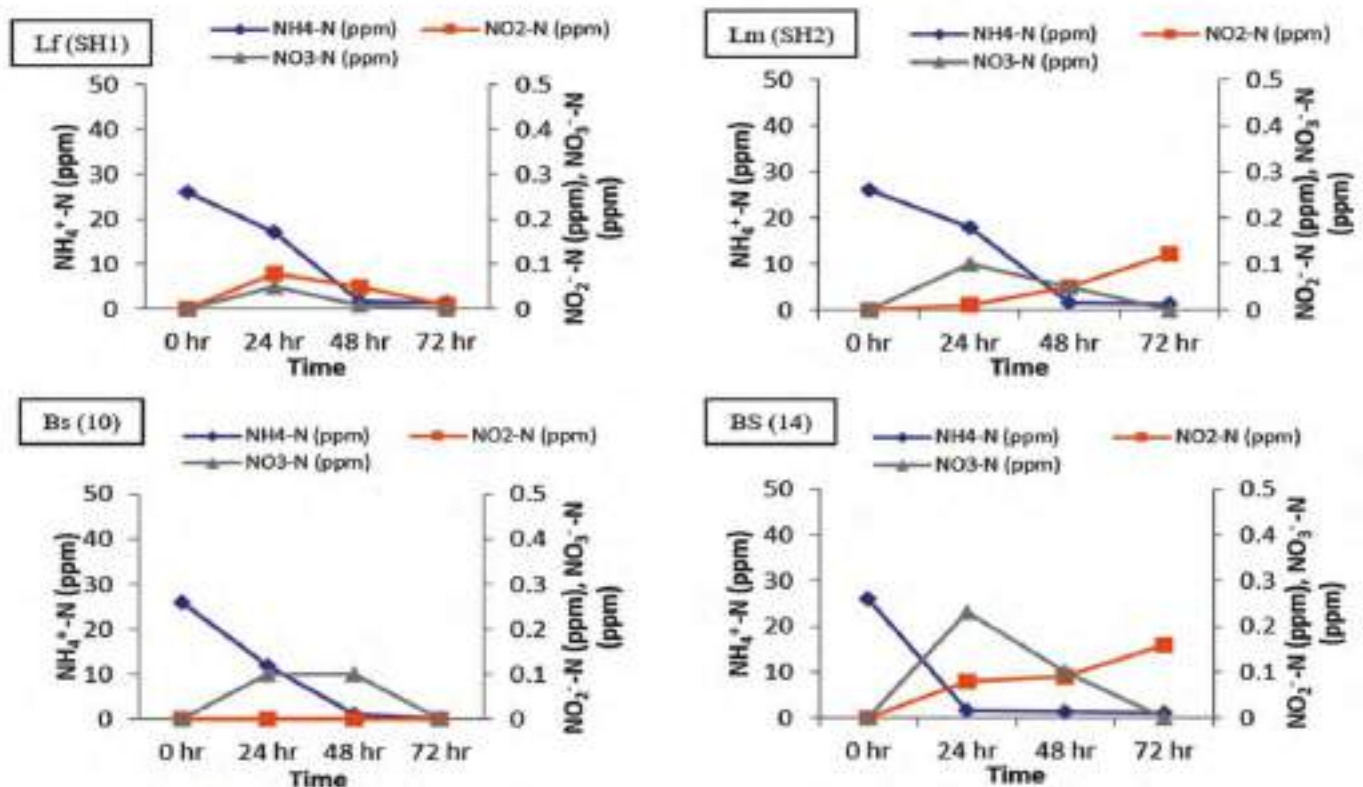 Lf (SH1)
NH4-N (ppm) NO2-N (ppm)
NO3-N (ppm)
50
40
30
20
10
0
NH₄⁺-N (ppm)
0.5
0.4
0.3
0.2
0.1
0
NO₂⁻-N (ppm), NO₃⁻-N
(ppm)
0 hr 24 hr 48 hr 72 hr
Time
Lm (SH2)
NH4-N (ppm) NO2-N (ppm)
NO3-N (ppm)
50
40
30
20
10
0
NH₄⁺-N (ppm)
0.5
0.4
0.3
0.2
0.1
0
NO₂⁻-N (ppm), NO₃⁻-N
(ppm)
0 hr 24 hr 48 hr 72 hr
Time
Bs (10)
NH4-N (ppm) NO2-N (ppm)
NO3-N (ppm)
50
40
30
20
10
0
NH₄⁺-N (ppm)
0.5
0.4
0.3
0.2
0.1
0
NO₂⁻-N (ppm), NO₃⁻-N
(ppm)
0 hr 24 hr 48 hr 72 hr
Time
BS (14)
NH4-N (ppm) NO2-N (ppm)
NO3-N (ppm)
50
40
30
20
10
0
NH₄⁺-N (ppm)
0.5
0.4
0.3
0.2
0.1
0
NO₂⁻-N (ppm), NO₃⁻-N
(ppm)
0 hr 24 hr 48 hr 72 hr
Time